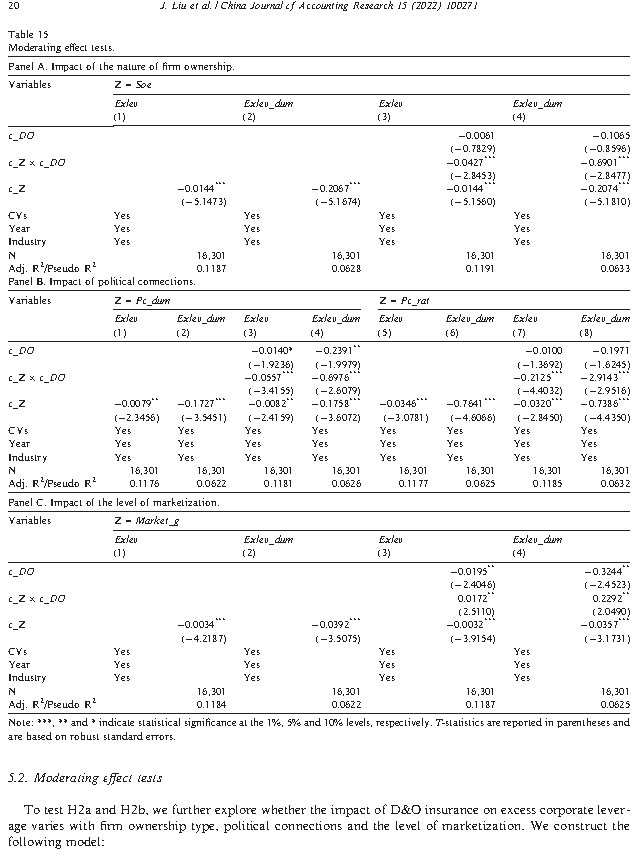 20 J. Liu et al. / China Journal of Accounting Research 15 (2022) 100271
Table 15
Moderating effect tests.
Panel A. Impact of the nature of firm ownership.
Variables Z = Soe
Exlev Exlev_dum Exlev Exlev_dum
(1) (2) (3) (4)
c_DO −0.0061 −0.1065
(−0.7829) (−0.8596)
c_Z × c_DO −0.0427*** −0.6901***
(−2.8453) (−2.8477)
c_Z −0.0144*** −0.2067*** −0.0144*** −0.2074***
(−5.1473) (−5.1674) (−5.1560) (−5.1810)
CVs Yes Yes Yes Yes
Year Yes Yes Yes Yes
Industry Yes Yes Yes Yes
N 16,301 16,301 16,301 16,301
Adj. R²/Pseudo R² 0.1187 0.0628 0.1191 0.0633
Panel B. Impact of political connections.
Variables Z = Pc_dum Z = Pc_rat
Exlev Exlev_dum Exlev Exlev_dum Exlev Exlev_dum Exlev Exlev_dum
(1) (2) (3) (4) (5) (6) (7) (8)
c_DO −0.0140* −0.2391** −0.0100 −0.1971
(−1.9236) (−1.9979) (−1.3692) (−1.6245)
c_Z × c_DO −0.0557*** −0.6976*** −0.2125*** −2.9143***
(−3.4155) (−2.6079) (−4.4032) (−2.9516)
c_Z −0.0079** −0.1727*** −0.0082** −0.1758*** −0.0346*** −0.7641*** −0.0320*** −0.7386***
(−2.3456) (−3.5451) (−2.4159) (−3.6072) (−3.0781) (−4.6066) (−2.8450) (−4.4350)
CVs Yes Yes Yes Yes Yes Yes Yes Yes
Year Yes Yes Yes Yes Yes Yes Yes Yes
Industry Yes Yes Yes Yes Yes Yes Yes Yes
N 16,301 16,301 16,301 16,301 16,301 16,301 16,301 16,301
Adj. R²/Pseudo R² 0.1176 0.0622 0.1181 0.0626 0.1177 0.0625 0.1185 0.0632
Panel C. Impact of the level of marketization.
Variables Z = Market_g
Exlev Exlev_dum Exlev Exlev_dum
(1) (2) (3) (4)
c_DO −0.0195** −0.3244**
(−2.4046) (−2.4523)
c_Z × c_DO 0.0172** 0.2292**
(2.5110) (2.0490)
c_Z −0.0034*** −0.0392*** −0.0032*** −0.0357***
(−4.2187) (−3.5075) (−3.9154) (−3.1731)
CVs Yes Yes Yes Yes
Year Yes Yes Yes Yes
Industry Yes Yes Yes Yes
N 16,301 16,301 16,301 16,301
Adj. R²/Pseudo R² 0.1184 0.0622 0.1187 0.0625
Note: ***, ** and * indicate statistical significance at the 1%, 5% and 10% levels, respectively. T-statistics are reported in parentheses and
are based on robust standard errors.
5.2. Moderating effect tests
To test H2a and H2b, we further explore whether the impact of D&O insurance on excess corporate lever-
age varies with firm ownership type, political connections and the level of marketization. We construct the
following model: